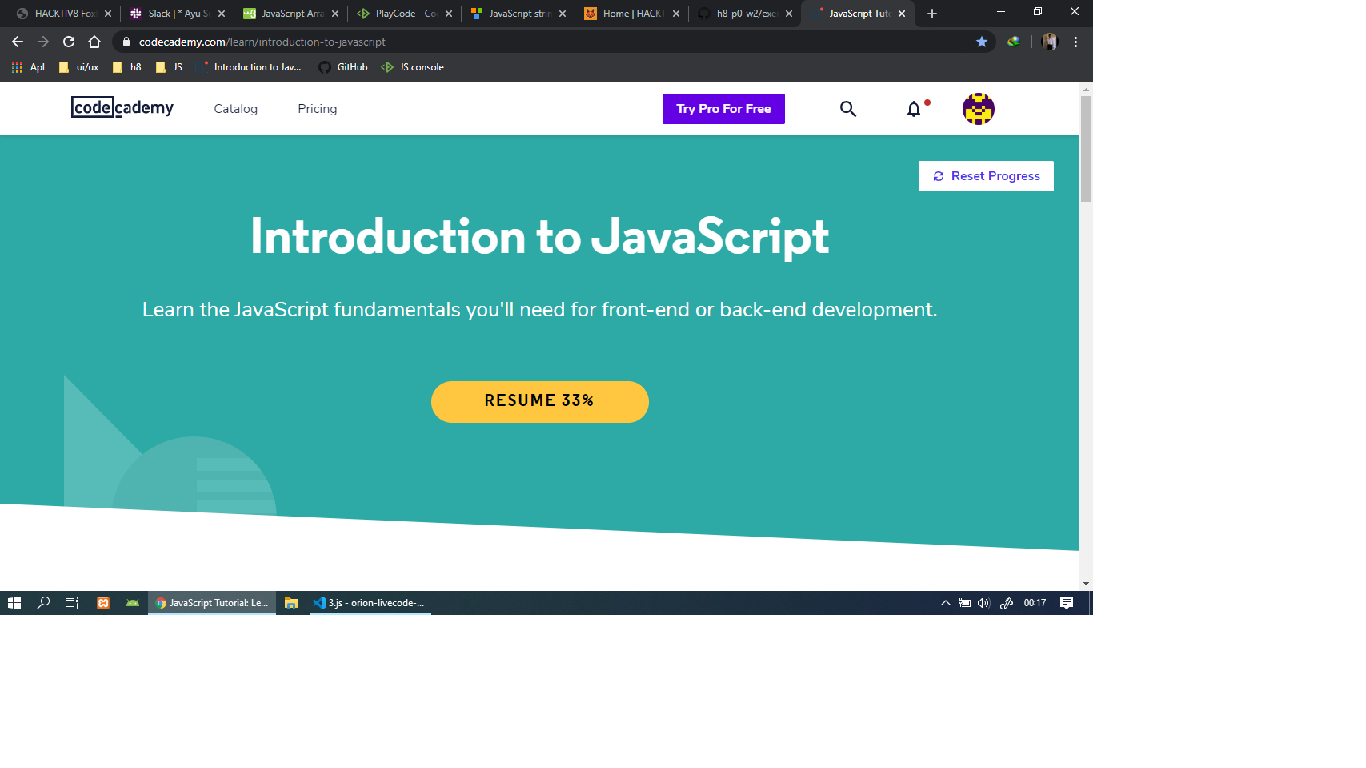 HACKTIV8 Foxt
Slack | * Ayu S
JavaScript Arra
PlayCode - Co
JavaScript strin
Home | HACKT
h8-p0-w2/exe
JavaScript Tuto
codecademy.com/learn/introduction-to-javascript
Apl
ui/ux
h8
JS
Introduction to Jav...
GitHub
JS console
codecademy
Catalog
Pricing
Try Pro For Free
Reset Progress
Introduction to JavaScript
Learn the JavaScript fundamentals you'll need for front-end or back-end development.
RESUME 33%
JavaScript Tutorial: Le...
3.js - orion-livecode-...
00:17